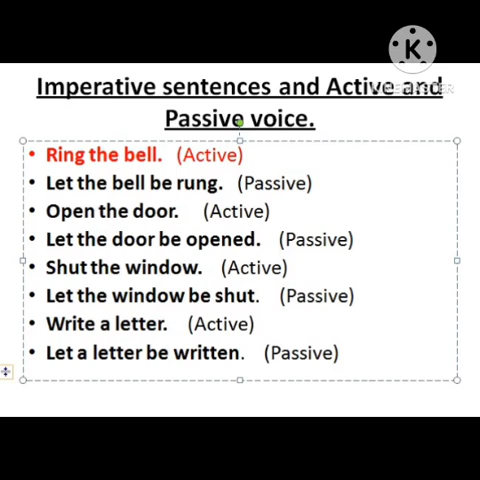 K
KINEMASTER
Imperative sentences and Active and
Passive voice.
• Ring the bell. (Active)
• Let the bell be rung. (Passive)
• Open the door. (Active)
• Let the door be opened. (Passive)
• Shut the window. (Active)
• Let the window be shut. (Passive)
• Write a letter. (Active)
• Let a letter be written. (Passive)